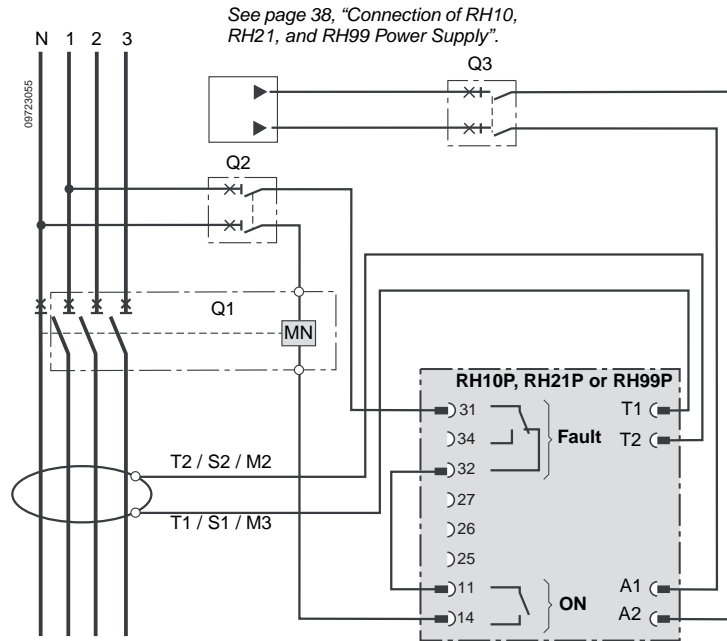 See page 38, “Connection of RH10,
RH21, and RH99 Power Supply”.
N 1 2 3
Q3
09723055
Q2
Q1
MN
RH10P, RH21P or RH99P
31
T1
34
Fault
T2
32
T2 / S2 / M2
27
T1 / S1 / M3
26
25
11
A1
ON
14
A2